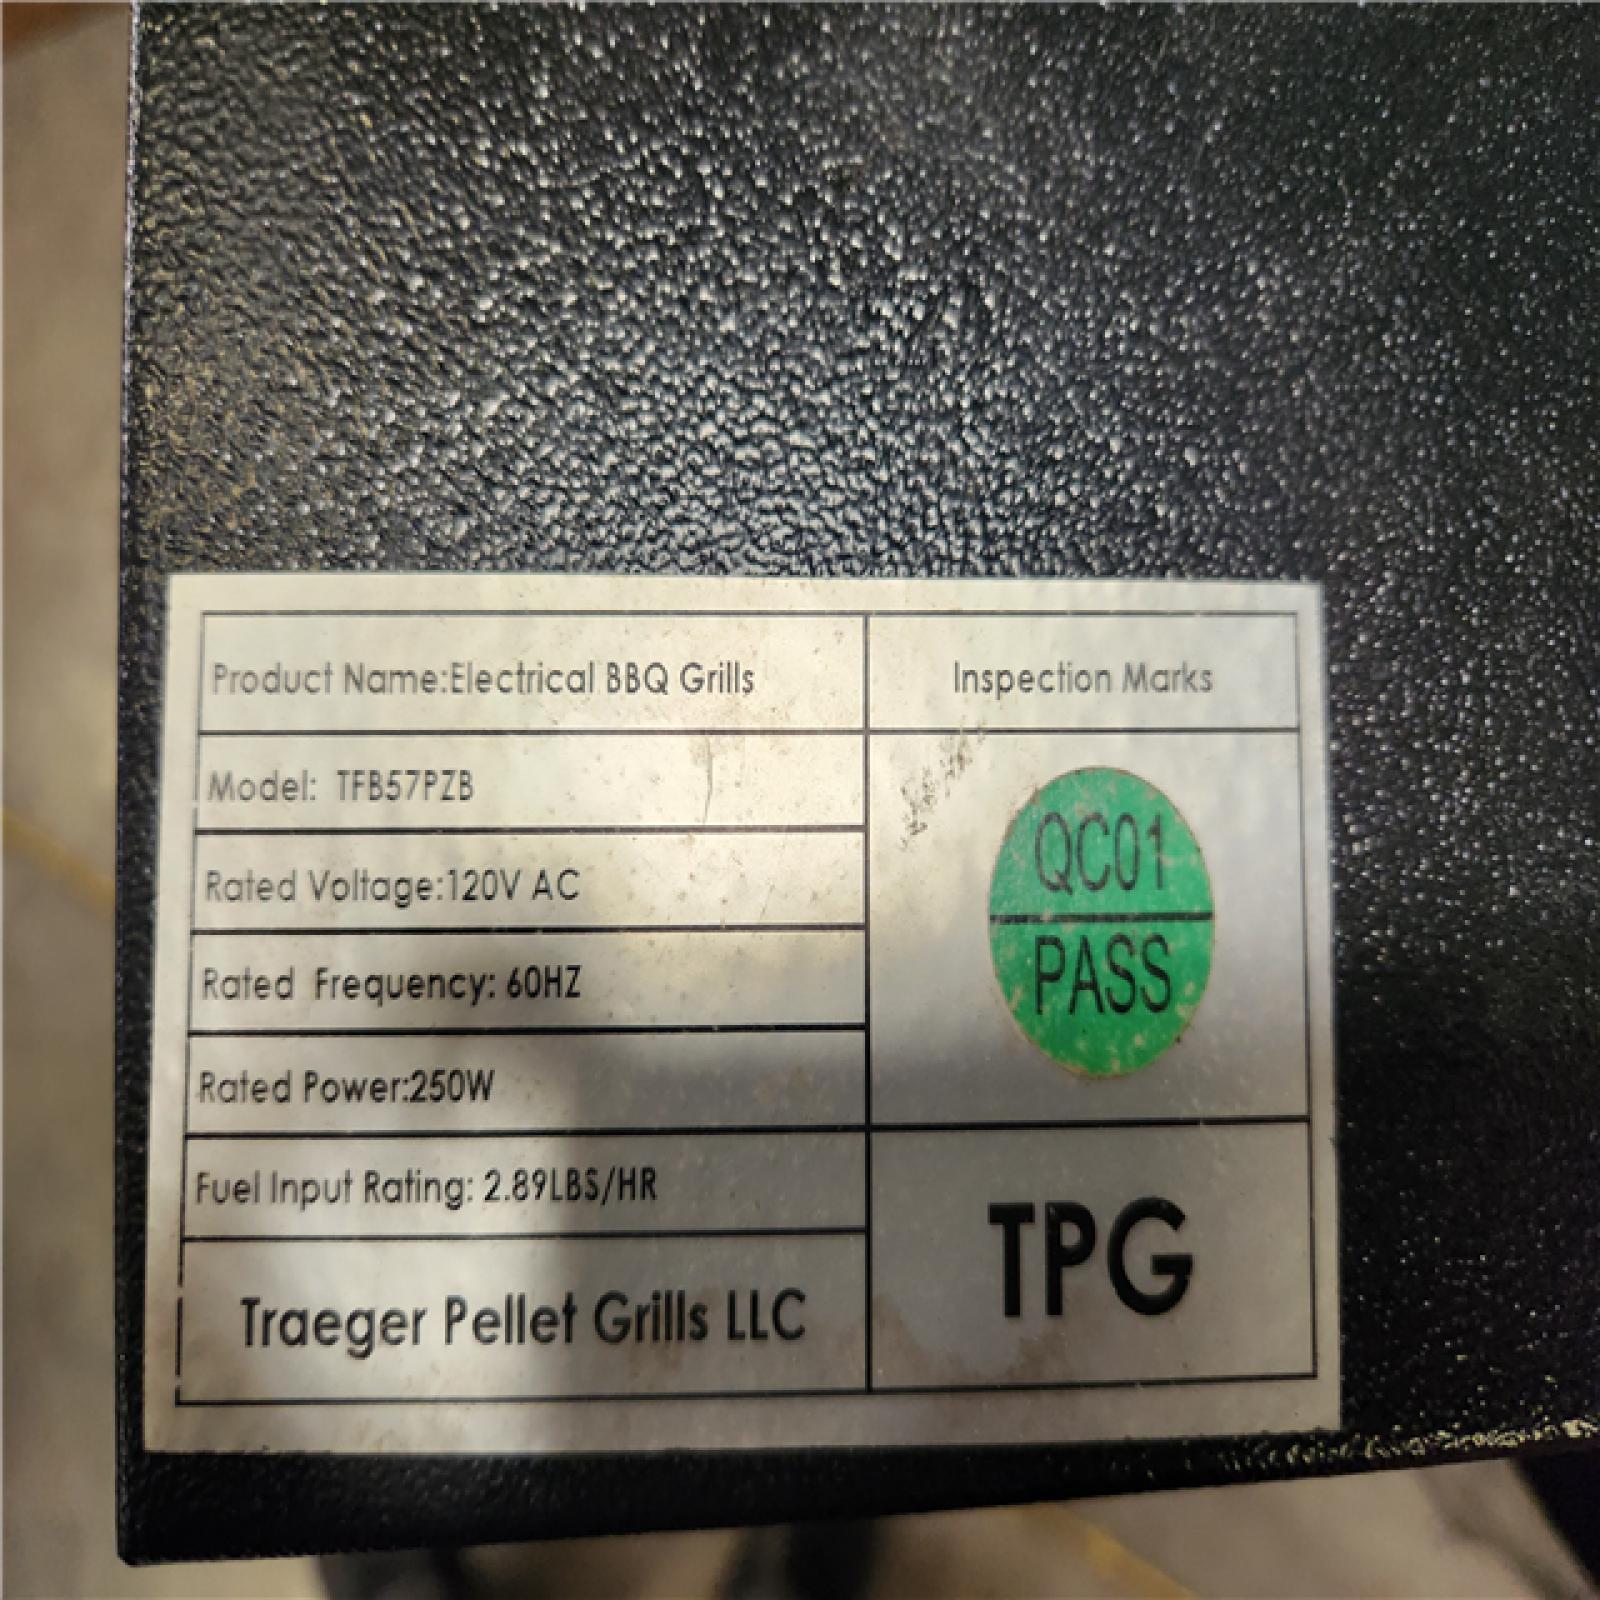 Product Name:Electrical BBQ Grills
Inspection Marks
Model: TFB57PZB
Rated Voltage:120V AC
Rated Frequency: 60HZ
Rated Power:250W
Fuel Input Rating: 2.89LBS/HR
Traeger Pellet Grills LLC
QC01
PASS
TPG